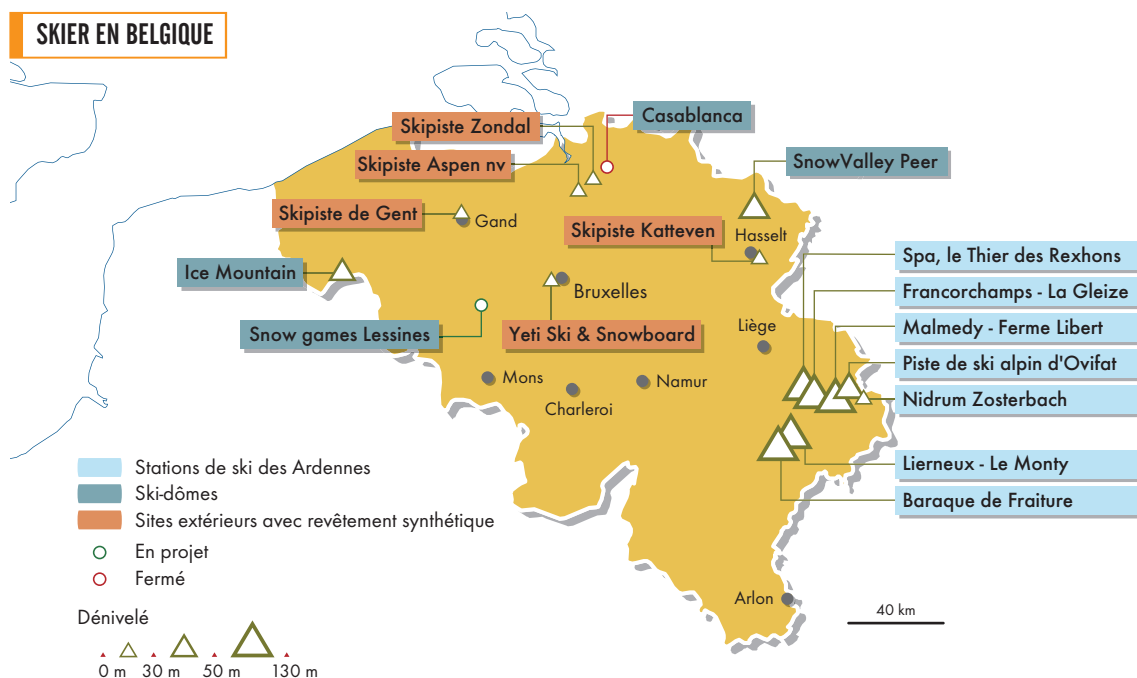 SKIER EN BELGIQUE
Casablanca
Skipiste Zondal
Skipiste Aspen nv
SnowValley Peer
Skipiste de Gent
Gand
Skipiste Katteven
Hasselt
Spa, le Thier des Rexhons
Ice Mountain
Francorchamps - La Gleize
Bruxelles
Malmedy - Ferme Libert
Snow games Lessines
Yeti Ski & Snowboard
Liège
Piste de ski alpin d'Ovifat
Mons
Charleroi
Namur
Nidrum Zosterbach
Lierneux - Le Monty
Baraque de Fraiture
Stations de ski des Ardennes
Ski-dômes
Sites extérieurs avec revêtement synthétique
En projet
Fermé
Arlon
40 km
Dénivelé
0 m 30 m 50 m 130 m